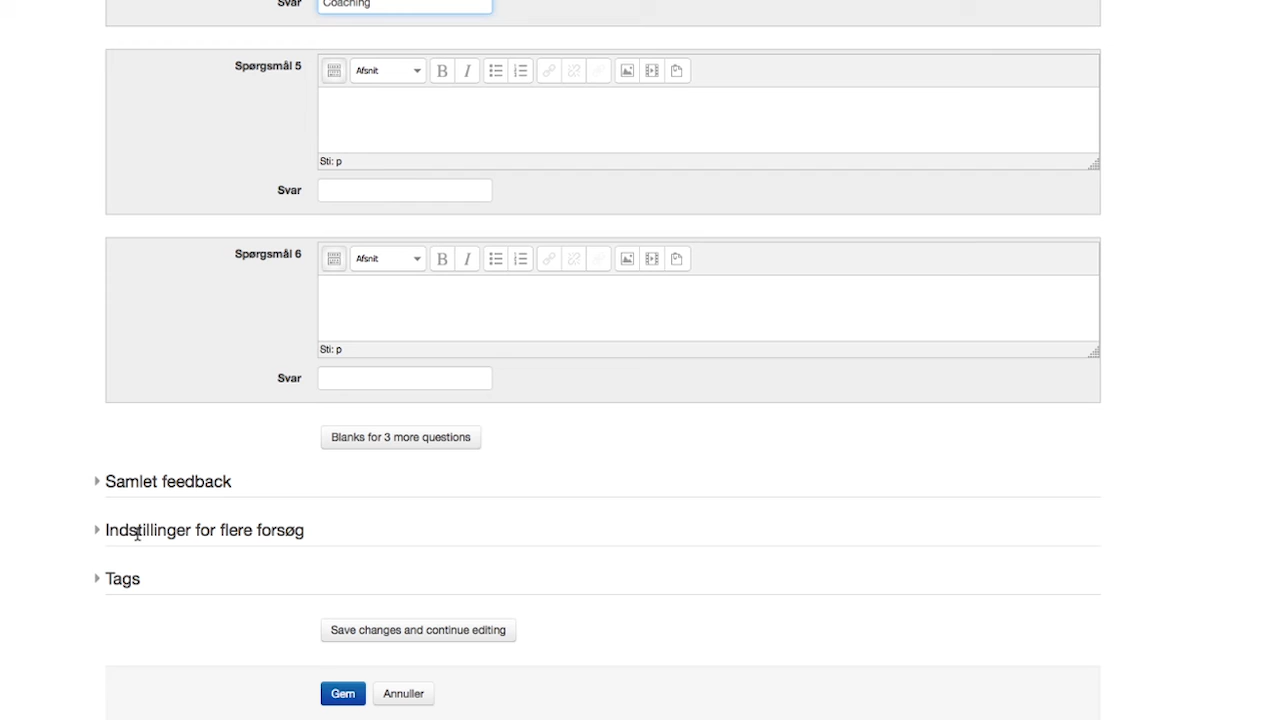 Svar
Coaching
Spørgsmål 5
Afsnit
B
I
Sti: p
Svar
Spørgsmål 6
Afsnit
B
I
Sti: p
Svar
Blanks for 3 more questions
Samlet feedback
Indstillinger for flere forsøg
Tags
Save changes and continue editing
Gem
Annuller